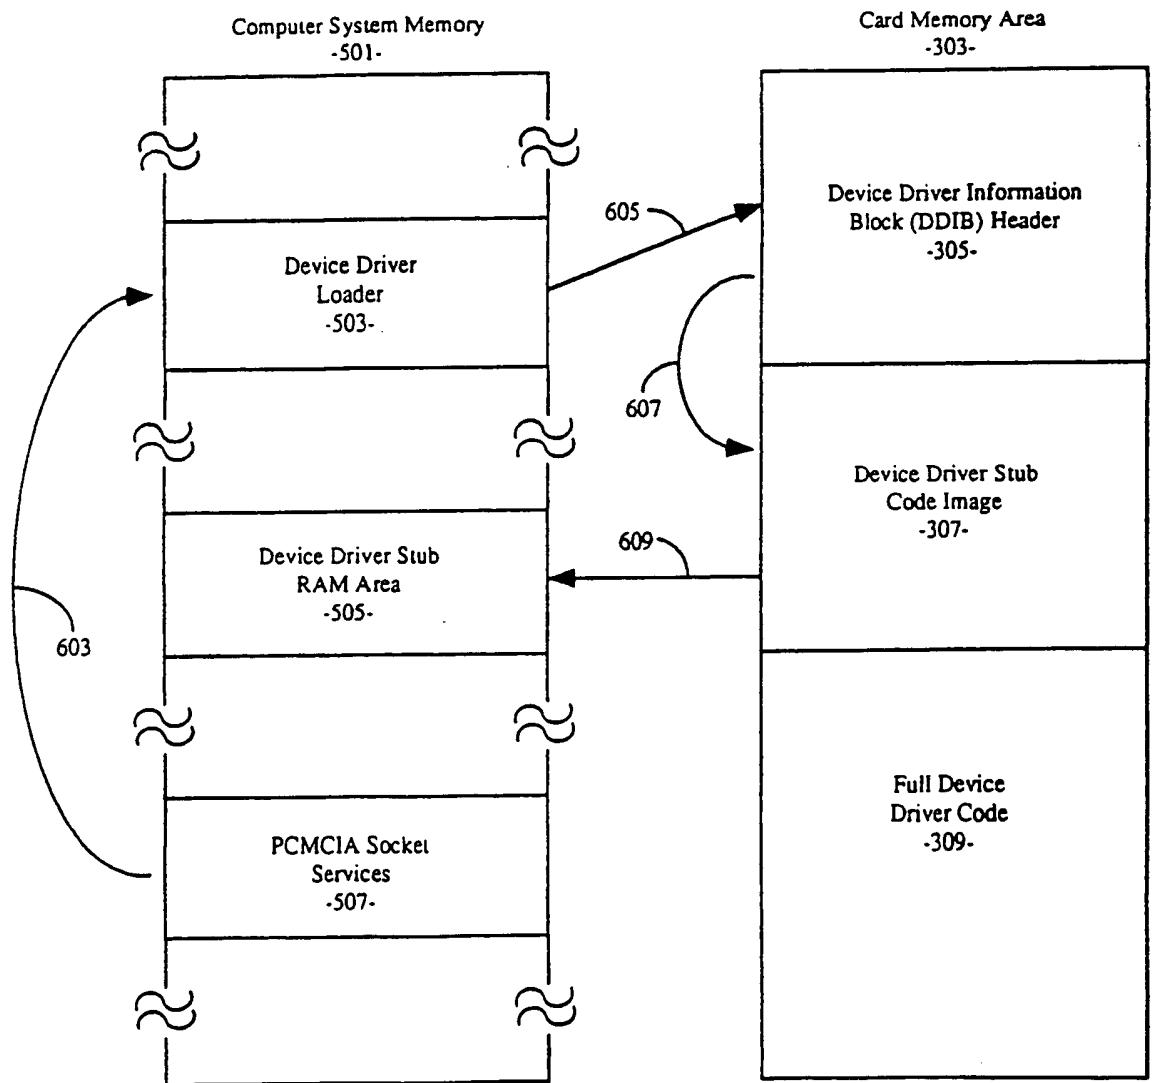 Computer System Memory
-501-
Card Memory Area
-303-
Device Driver Information
Block (DDIB) Header
-305-
605
Device Driver
Loader
-503-
607
Device Driver Stub
Code Image
-307-
609
Device Driver Stub
RAM Area
-505-
603
Full Device
Driver Code
-309-
PCMCIA Socket
Services
-507-